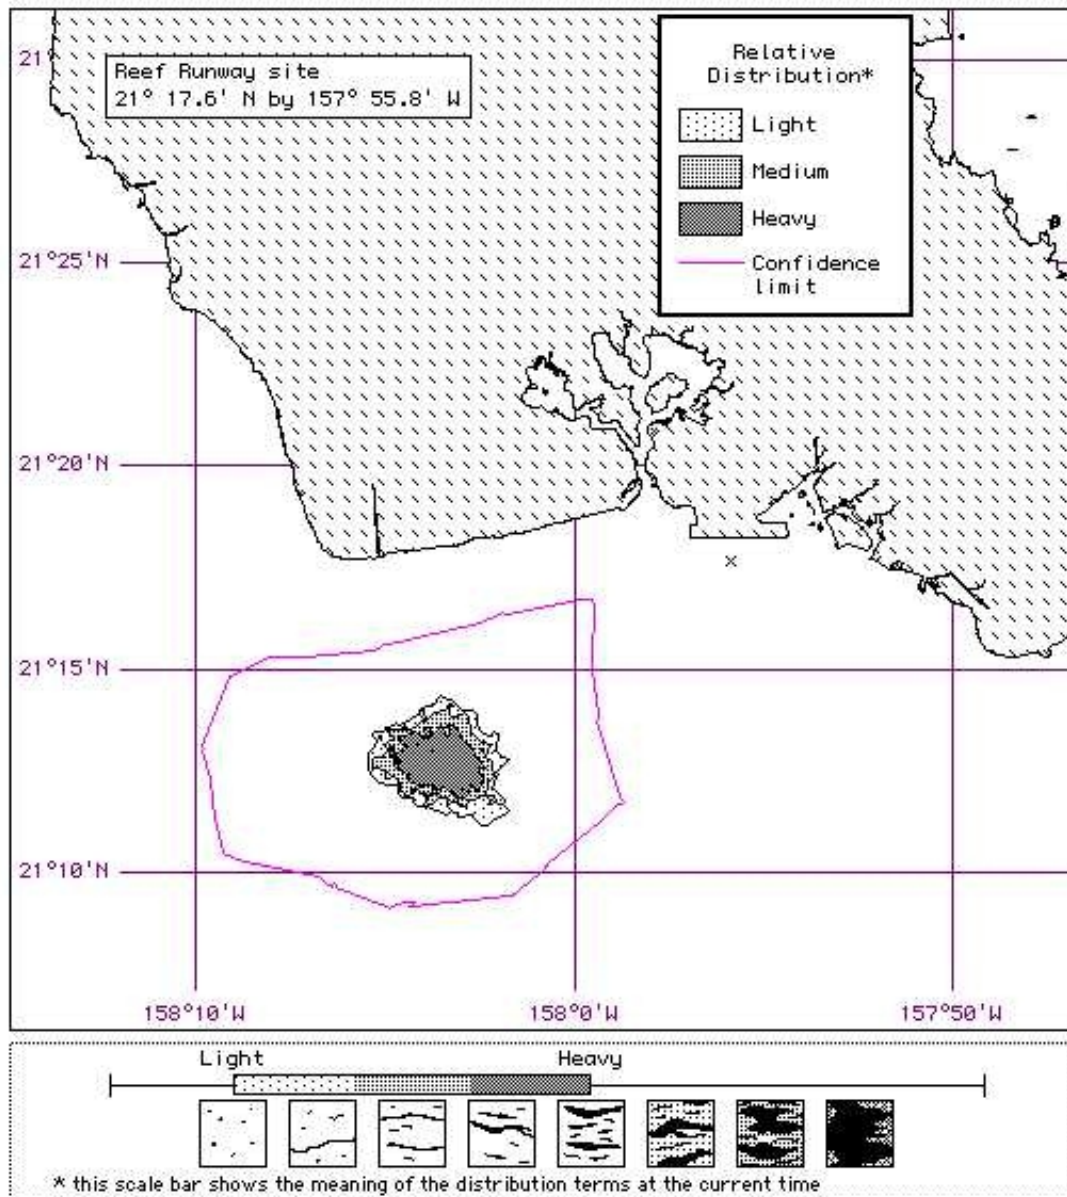 21°
Reef Runway site
21° 17.6' N by 157° 55.8' W
Relative
Distribution*
Light
Medium
Heavy
Confidence
limit
21°25'N
21°20'N
21°15'N
21°10'N
158°10'W
158°0'W
157°50'W
Light
Heavy
* this scale bar shows the meaning of the distribution terms at the current time